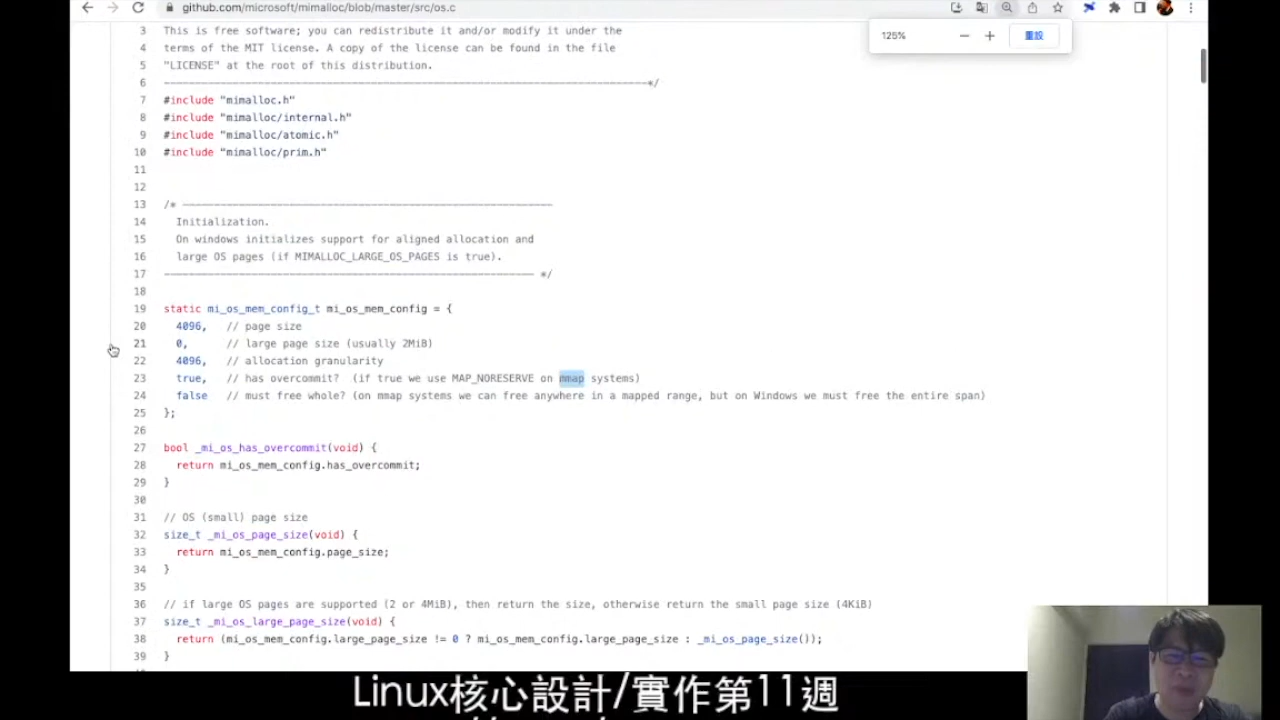 github.com/microsoft/mimalloc/blob/master/src/os.c
125%
重設
3 This is free software; you can redistribute it and/or modify it under the
4 terms of the MIT license. A copy of the license can be found in the file
5 "LICENSE" at the root of this distribution.
6 -----------------------------------------------------------------------------*/
7 #include "mimalloc.h"
8 #include "mimalloc/internal.h"
9 #include "mimalloc/atomic.h"
10 #include "mimalloc/prim.h"
11
12
13 /* -----------------------------------------------------------
14 Initialization.
15 On windows initializes support for aligned allocation and
16 large OS pages (if MIMALLOC_LARGE_OS_PAGES is true).
17 ----------------------------------------------------------- */
18
19 static mi_os_mem_config_t mi_os_mem_config = {
20 4096, // page size
21 0, // large page size (usually 2MiB)
22 4096, // allocation granularity
23 true, // has overcommit? (if true we use MAP_NORESERVE on mmap systems)
24 false // must free whole? (on mmap systems we can free anywhere in a mapped range, but on Windows we must free the entire span)
25 };
26
27 bool _mi_os_has_overcommit(void) {
28 return mi_os_mem_config.has_overcommit;
29 }
30
31 // OS (small) page size
32 size_t _mi_os_page_size(void) {
33 return mi_os_mem_config.page_size;
34 }
35
36 // if large OS pages are supported (2 or 4MiB), then return the size, otherwise return the small page size (4KiB)
37 size_t _mi_os_large_page_size(void) {
38 return (mi_os_mem_config.large_page_size != 0 ? mi_os_mem_config.large_page_size : _mi_os_page_size());
39 }
Linux核心設計/實作第11週